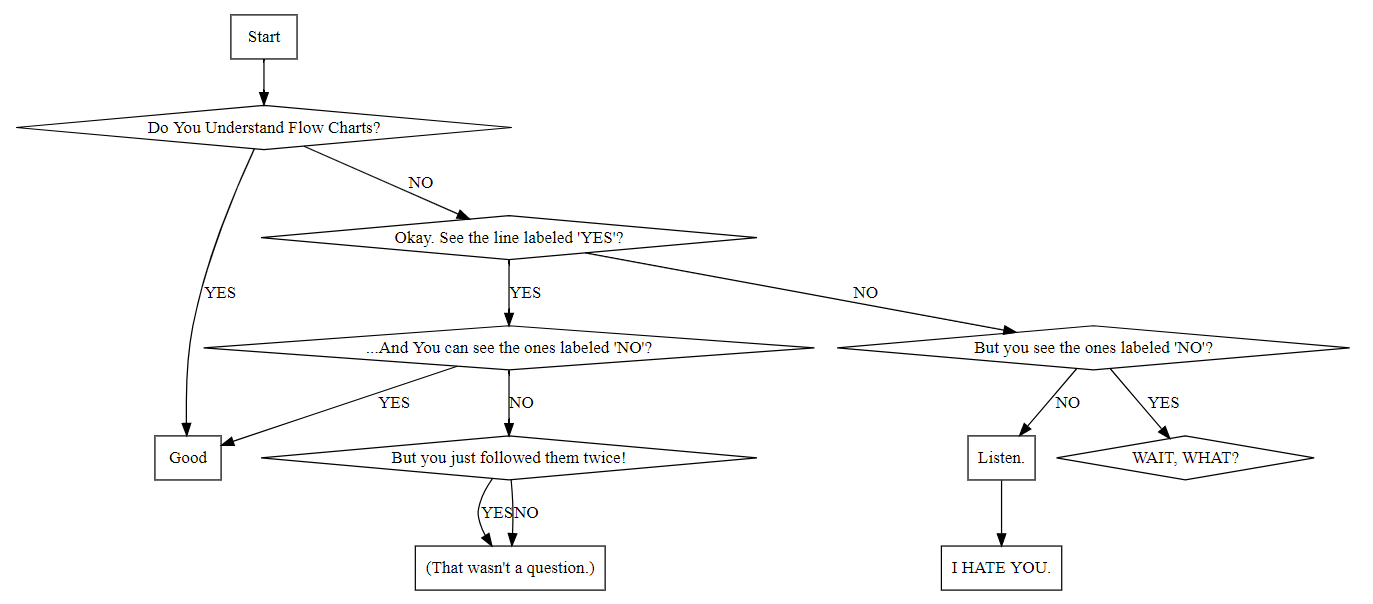 Start
Do You Understand Flow Charts?
NO
Okay. See the line labeled 'YES'?
YES
YES
NO
...And You can see the ones labeled 'NO'?
But you see the ones labeled 'NO'?
YES
NO
NO
YES
Good
But you just followed them twice!
Listen.
WAIT, WHAT?
YES
NO
(That wasn't a question.)
I HATE YOU.